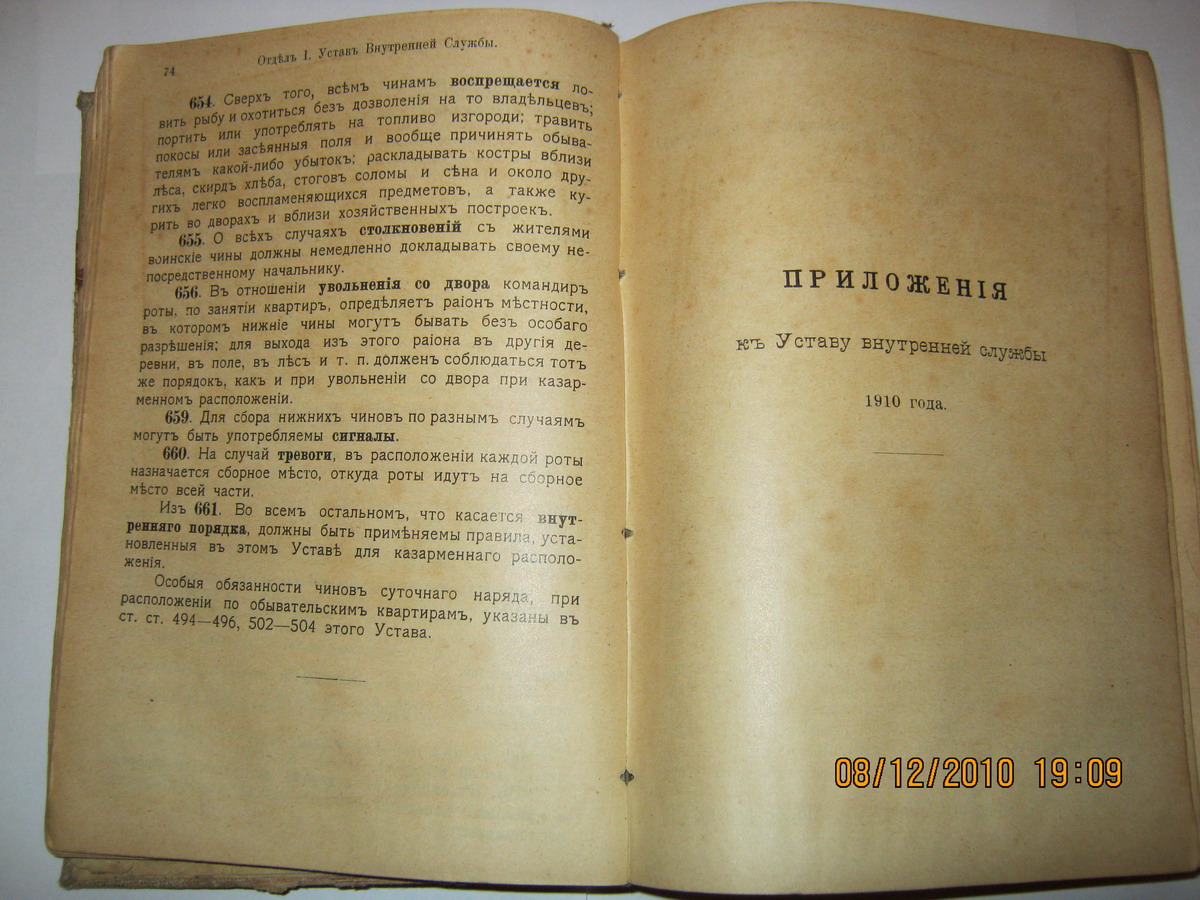 74
Отдѣлъ I. Уставъ Внутренней Службы.
654. Сверхъ того, всѣмъ чинамъ воспрещается ло-
вить рыбу и охотиться безъ дозволенія на то владѣльцевъ;
портить или употреблять на топливо изгороди; травить
покосы или засѣянныя поля и вообще причинять обыва-
телямъ какой-либо убытокъ; раскладывать костры вблизи
лѣса, скирдъ хлѣба, стоговъ соломы и сѣна и около дру-
гихъ легко воспламеняющихся предметовъ, а также ку-
рить во дворахъ и вблизи хозяйственныхъ построекъ.
655. О всѣхъ случаяхъ столкновеній съ жителями
воинскіе чины должны немедленно докладывать своему не-
посредственному начальнику.
656. Въ отношеніи увольненія со двора командиръ
роты, по занятіи квартиръ, опредѣляетъ раіонъ мѣстности,
въ которомъ нижніе чины могутъ бывать безъ особаго
разрѣшенія; для выхода изъ этого раіона въ другія де-
ревни, въ поле, въ лѣсъ и т. п. долженъ соблюдаться тотъ
же порядокъ, какъ и при увольненіи со двора при казар-
менномъ расположеніи.
659. Для сбора нижнихъ чиновъ по разнымъ случаямъ
могутъ быть употребляемы сигналы.
660. На случай тревоги, въ расположеніи каждой роты
назначается сборное мѣсто, откуда роты идутъ на сборное
мѣсто всей части.
Изъ 661. Во всемъ остальномъ, что касается внут-
ренняго порядка, должны быть примѣняемы правила, уста-
новленныя въ этомъ Уставѣ для казарменнаго располо-
женія.
Особыя обязанности чиновъ суточнаго наряда, при
расположеніи по обывательскимъ квартирамъ, указаны въ
ст. ст. 494—496, 502—504 этого Устава.
ПРИЛОЖЕНІЯ
къ Уставу внутренней службы
1910 года.
08/12/2010 19:09